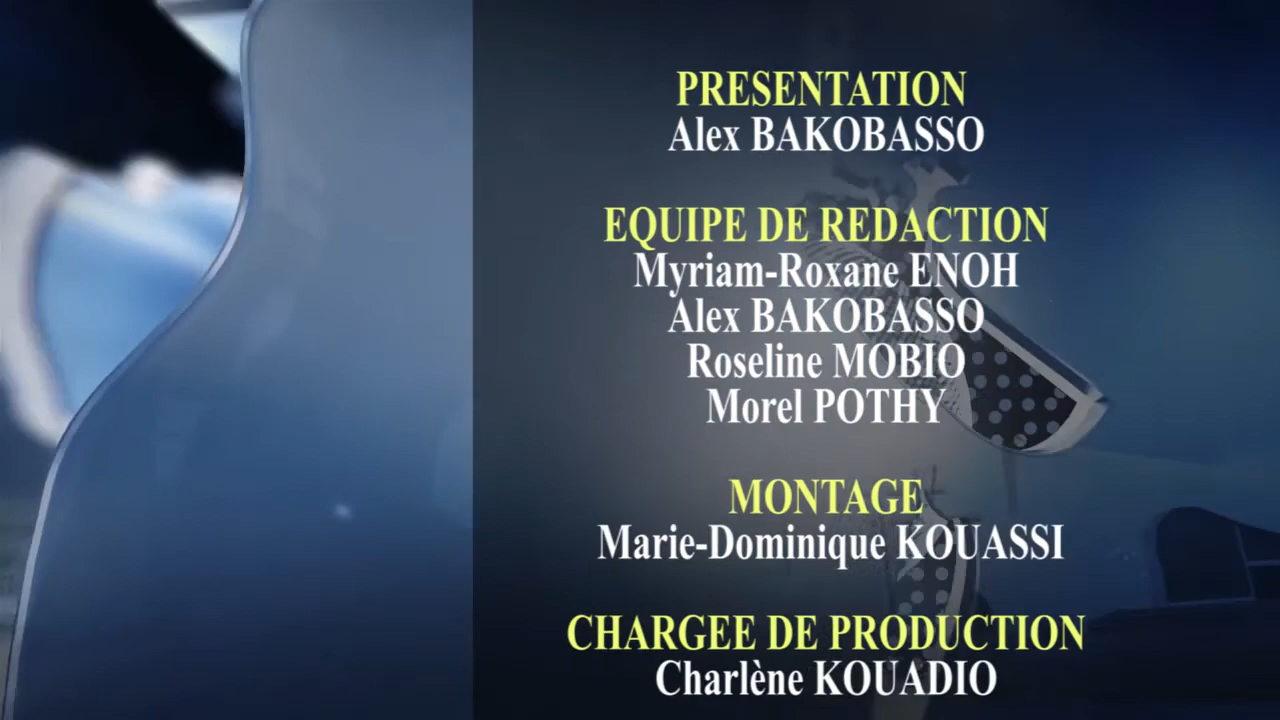 PRESENTATION
Alex BAKOBASSO
EQUIPE DE REDACTION
Myriam-Roxane ENOH
Alex BAKOBASSO
Roseline MOBIO
Morel POTHY
MONTAGE
Marie-Dominique KOUASSI
CHARGEE DE PRODUCTION
Charlène KOUADIO